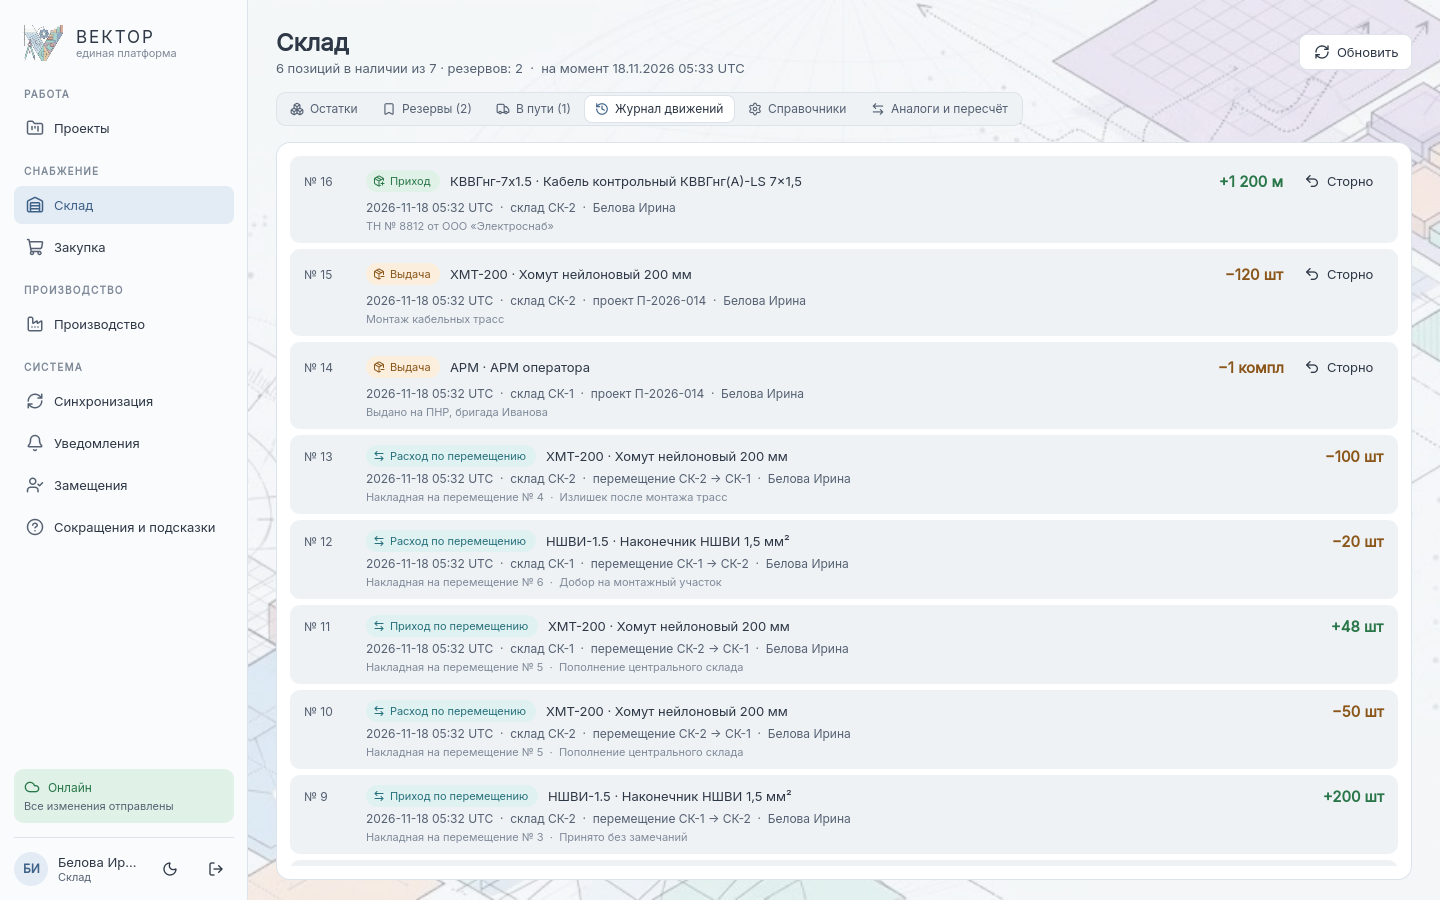 ВЕКТОР
единая платформа
РАБОТА
Проекты
СНАБЖЕНИЕ
Склад
Закупка
ПРОИЗВОДСТВО
Производство
СИСТЕМА
Синхронизация
Уведомления
Замещения
Сокращения и подсказки
Онлайн
Все изменения отправлены
БИ
Белова Ир...
Склад
Склад
6 позиций в наличии из 7 · резервов: 2 · на момент 18.11.2026 05:33 UTC
Обновить
Остатки Резервы (2) В пути (1) Журнал движений Справочники Аналоги и пересчёт
№ 16 Приход КВВГнг-7х1.5 · Кабель контрольный КВВГнг(А)-LS 7×1,5 +1 200 м Сторно
2026-11-18 05:32 UTC · склад СК-2 · Белова Ирина
ТН № 8812 от ООО «Электроснаб»
№ 15 Выдача ХМТ-200 · Хомут нейлоновый 200 мм −120 шт Сторно
2026-11-18 05:32 UTC · склад СК-2 · проект П-2026-014 · Белова Ирина
Монтаж кабельных трасс
№ 14 Выдача АРМ · АРМ оператора −1 компл Сторно
2026-11-18 05:32 UTC · склад СК-1 · проект П-2026-014 · Белова Ирина
Выдано на ПНР, бригада Иванова
№ 13 Расход по перемещению ХМТ-200 · Хомут нейлоновый 200 мм −100 шт
2026-11-18 05:32 UTC · склад СК-2 · перемещение СК-2 → СК-1 · Белова Ирина
Накладная на перемещение № 4 · Излишек после монтажа трасс
№ 12 Расход по перемещению НШВИ-1.5 · Наконечник НШВИ 1,5 мм² −20 шт
2026-11-18 05:32 UTC · склад СК-1 · перемещение СК-1 → СК-2 · Белова Ирина
Накладная на перемещение № 6 · Добор на монтажный участок
№ 11 Приход по перемещению ХМТ-200 · Хомут нейлоновый 200 мм +48 шт
2026-11-18 05:32 UTC · склад СК-1 · перемещение СК-2 → СК-1 · Белова Ирина
Накладная на перемещение № 5 · Пополнение центрального склада
№ 10 Расход по перемещению ХМТ-200 · Хомут нейлоновый 200 мм −50 шт
2026-11-18 05:32 UTC · склад СК-2 · перемещение СК-2 → СК-1 · Белова Ирина
Накладная на перемещение № 5 · Пополнение центрального склада
№ 9 Приход по перемещению НШВИ-1.5 · Наконечник НШВИ 1,5 мм² +200 шт
2026-11-18 05:32 UTC · склад СК-2 · перемещение СК-1 → СК-2 · Белова Ирина
Накладная на перемещение № 3 · Принято без замечаний